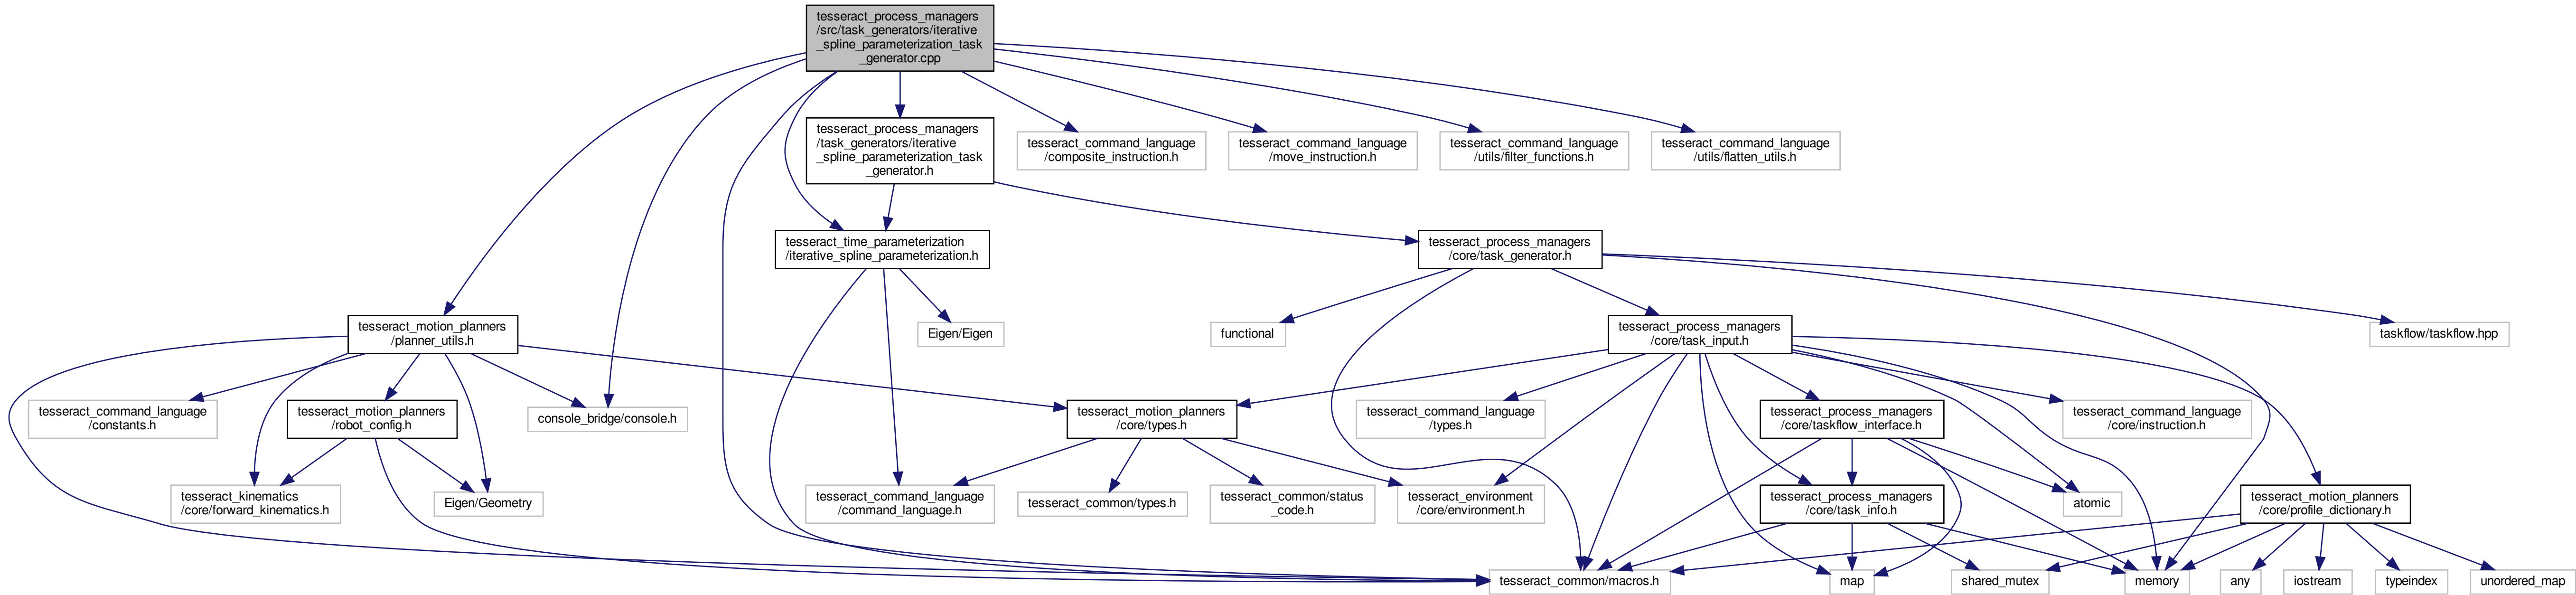 tesseract_process_managers
/src/task_generators/iterative
_spline_parameterization_task
_generator.cpp
tesseract_process_managers
/task_generators/iterative
_spline_parameterization_task
_generator.h
tesseract_command_language
/composite_instruction.h
tesseract_command_language
/move_instruction.h
tesseract_command_language
/utils/filter_functions.h
tesseract_command_language
/utils/flatten_utils.h
tesseract_time_parameterization
/iterative_spline_parameterization.h
tesseract_process_managers
/core/task_generator.h
tesseract_motion_planners
/planner_utils.h
Eigen/Eigen
functional
tesseract_process_managers
/core/task_input.h
taskflow/taskflow.hpp
tesseract_command_language
/constants.h
tesseract_motion_planners
/robot_config.h
console_bridge/console.h
tesseract_motion_planners
/core/types.h
tesseract_command_language
/types.h
tesseract_process_managers
/core/taskflow_interface.h
tesseract_command_language
/core/instruction.h
tesseract_kinematics
/core/forward_kinematics.h
Eigen/Geometry
tesseract_command_language
/command_language.h
tesseract_common/types.h
tesseract_common/status
_code.h
tesseract_environment
/core/environment.h
tesseract_process_managers
/core/task_info.h
atomic
tesseract_motion_planners
/core/profile_dictionary.h
tesseract_common/macros.h
map
shared_mutex
memory
any
iostream
typeindex
unordered_map